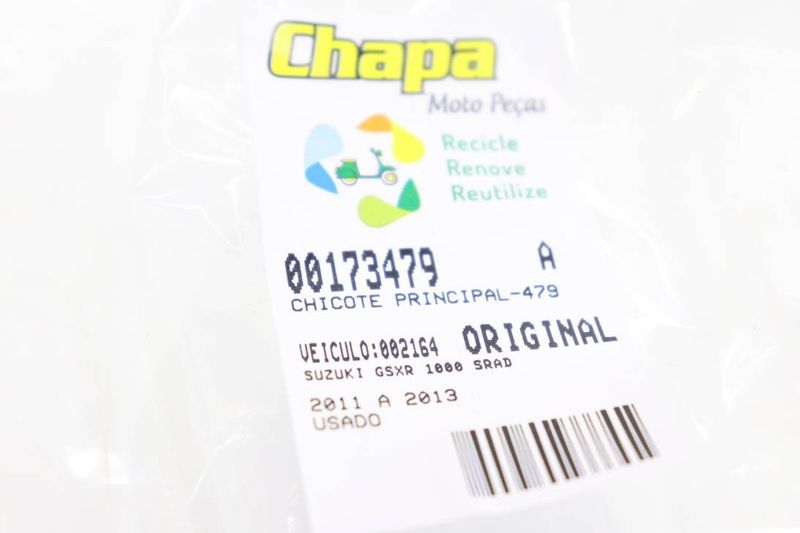 Chapa
Moto Peças
Recicle
Renove
Reutilize
00173479 A
CHICOTE PRINCIPAL-479
VEICULO:002164 ORIGINAL
SUZUKI GSXR 1000 SRAD
2011 A 2013
USADO